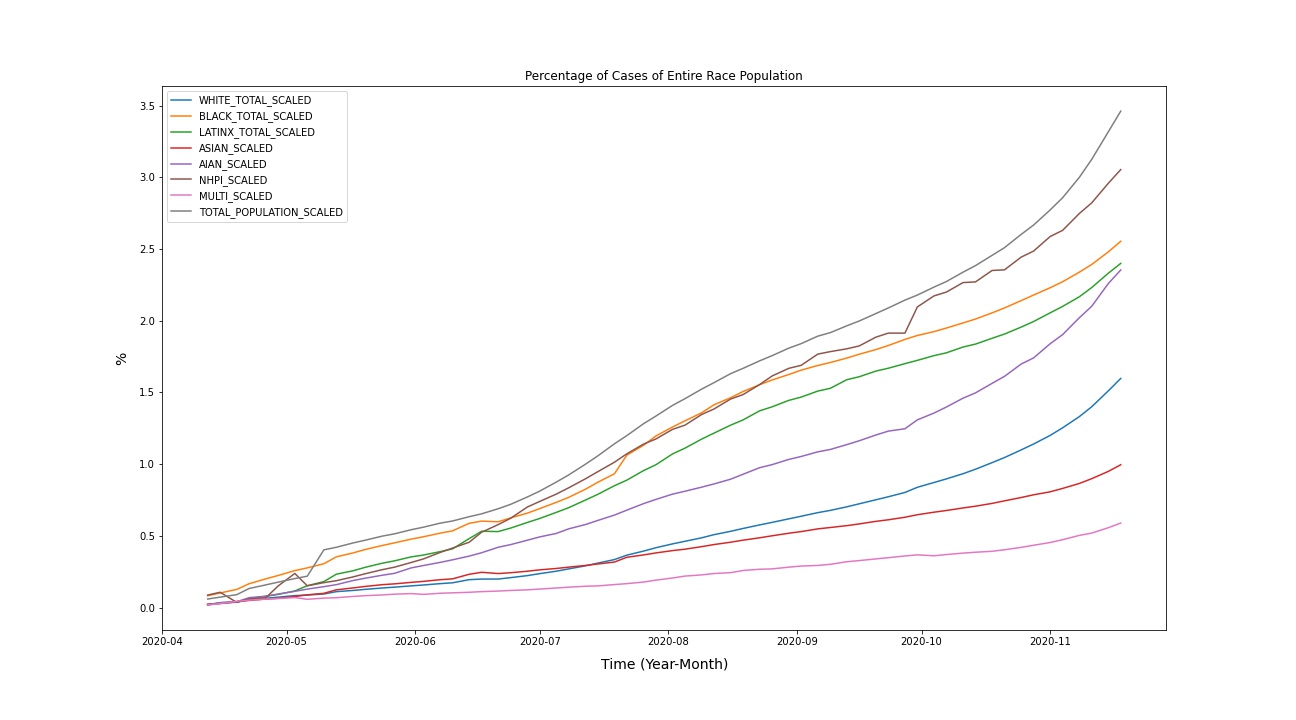 Percentage of Cases of Entire Race Population
WHITE_TOTAL_SCALED
BLACK_TOTAL_SCALED
LATINX_TOTAL_SCALED
ASIAN_SCALED
AIAN_SCALED
NHPI_SCALED
MULTI_SCALED
TOTAL_POPULATION_SCALED
3.5
3.0
2.5
2.0
1.5
1.0
0.5
0.0
%
2020-04 2020-05 2020-06 2020-07 2020-08 2020-09 2020-10 2020-11
Time (Year-Month)